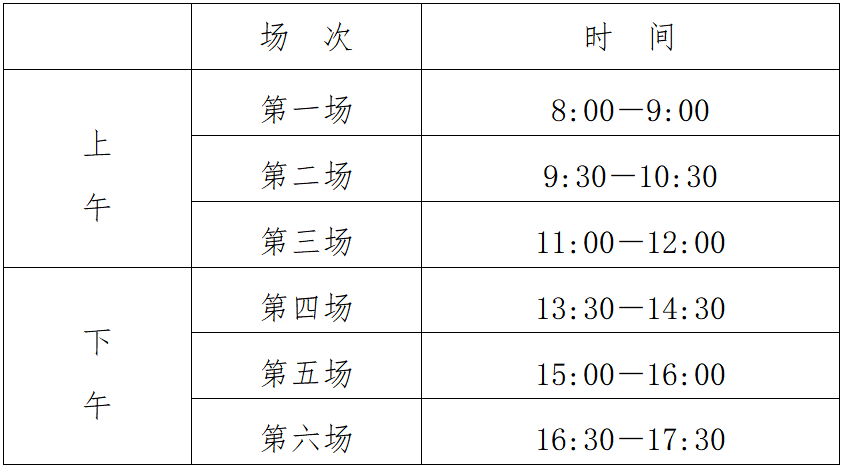 场 次 时 间
上午
第一场 8:00—9:00
第二场 9:30—10:30
第三场 11:00—12:00
下午
第四场 13:30—14:30
第五场 15:00—16:00
第六场 16:30—17:30